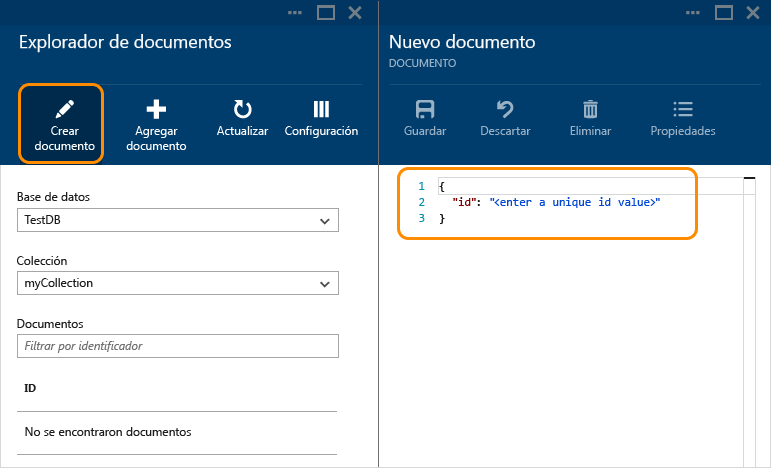 Explorador de documentos
Crear documento
Agregar documento
Actualizar
Configuración
Base de datos
TestDB
Colección
myCollection
Documentos
Filtrar por identificador
ID
No se encontraron documentos
Nuevo documento
DOCUMENTO
Guardar
Descartar
Eliminar
Propiedades
1 {
2 "id": "<enter a unique id value>"
3 }